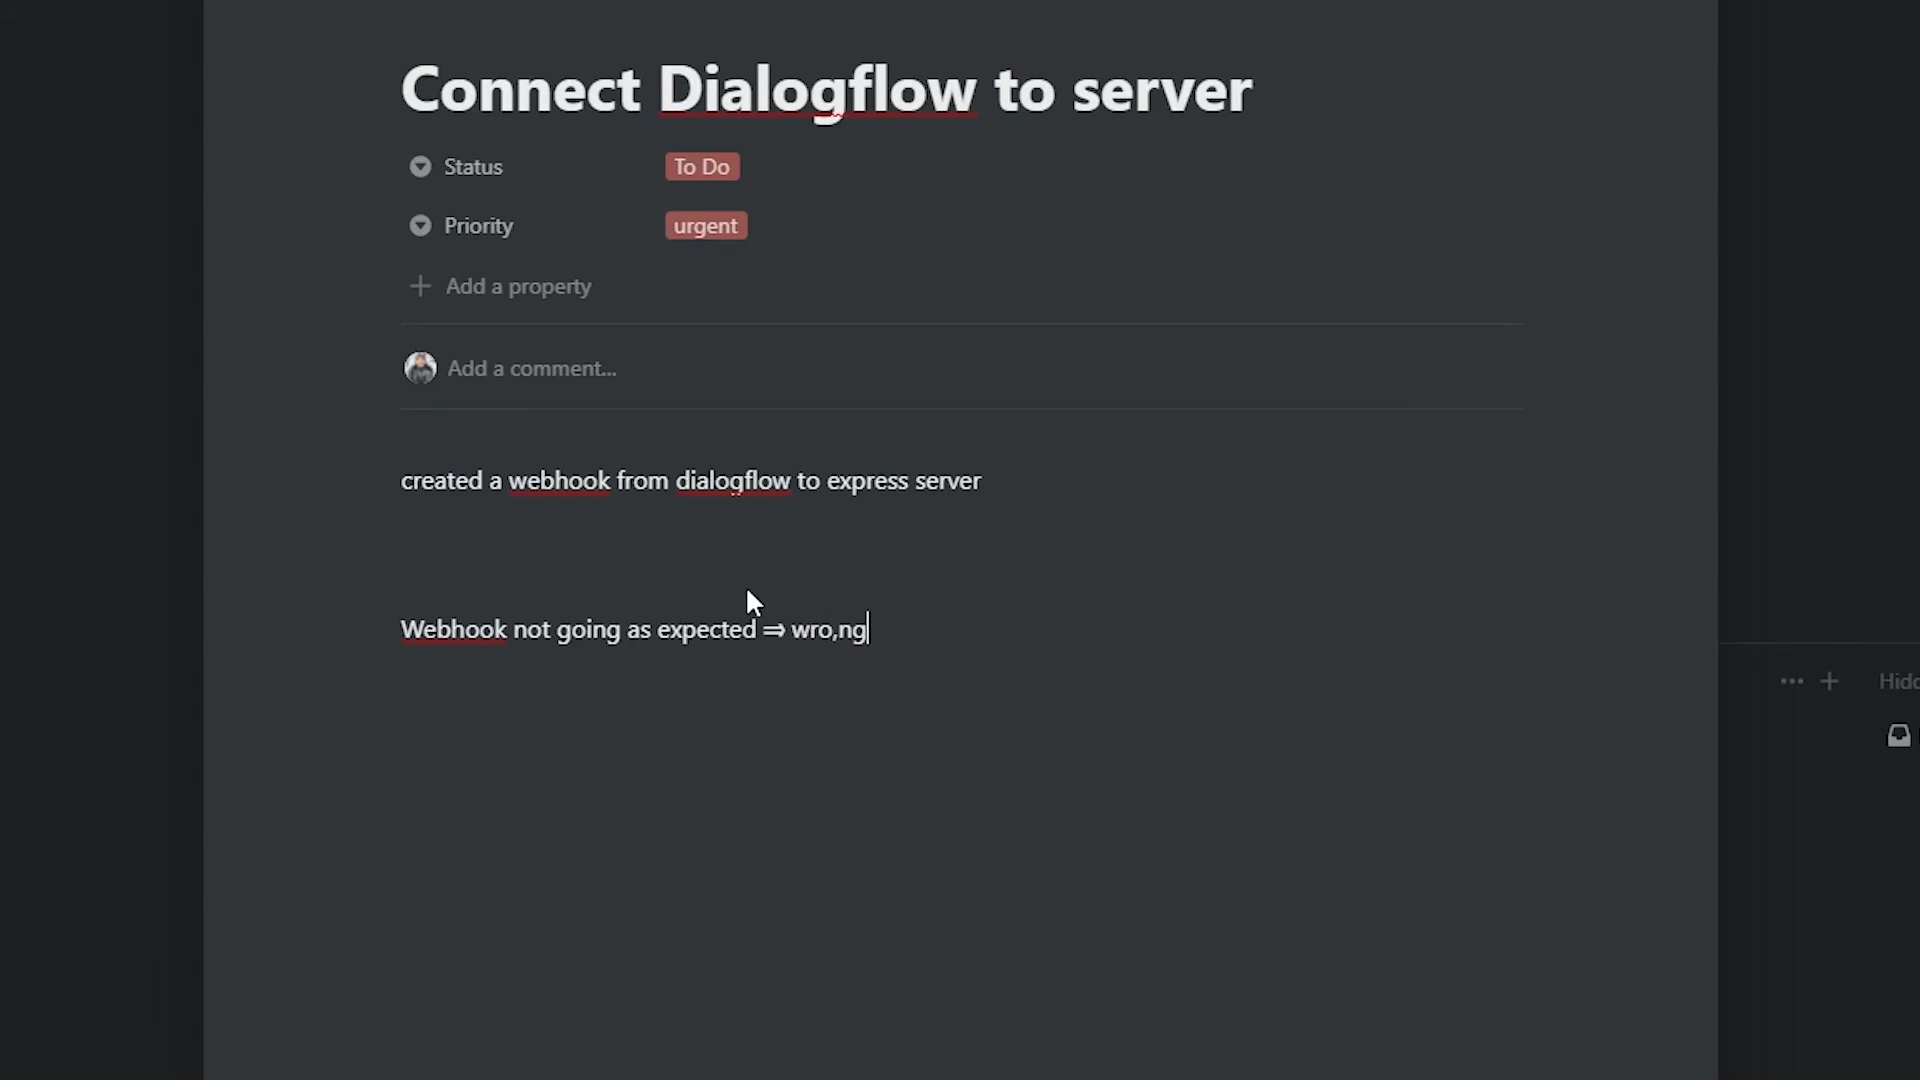 Connect Dialogflow to server
Status To Do
Priority urgent
Add a property
Add a comment...
created a webhook from dialogflow to express server
Webhook not going as expected ⇒ wro,ng
Hidd